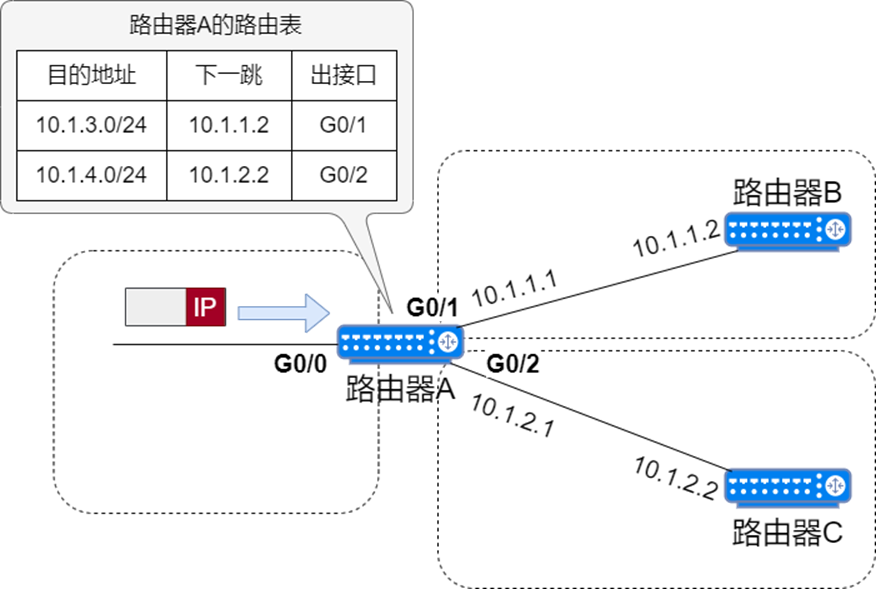 路由器A的路由表
目的地址 下一跳 出接口
10.1.3.0/24 10.1.1.2 G0/1
10.1.4.0/24 10.1.2.2 G0/2
路由器B
10.1.1.2
IP
10.1.1.1
G0/1
G0/0
G0/2
路由器A
10.1.2.1
10.1.2.2
路由器C